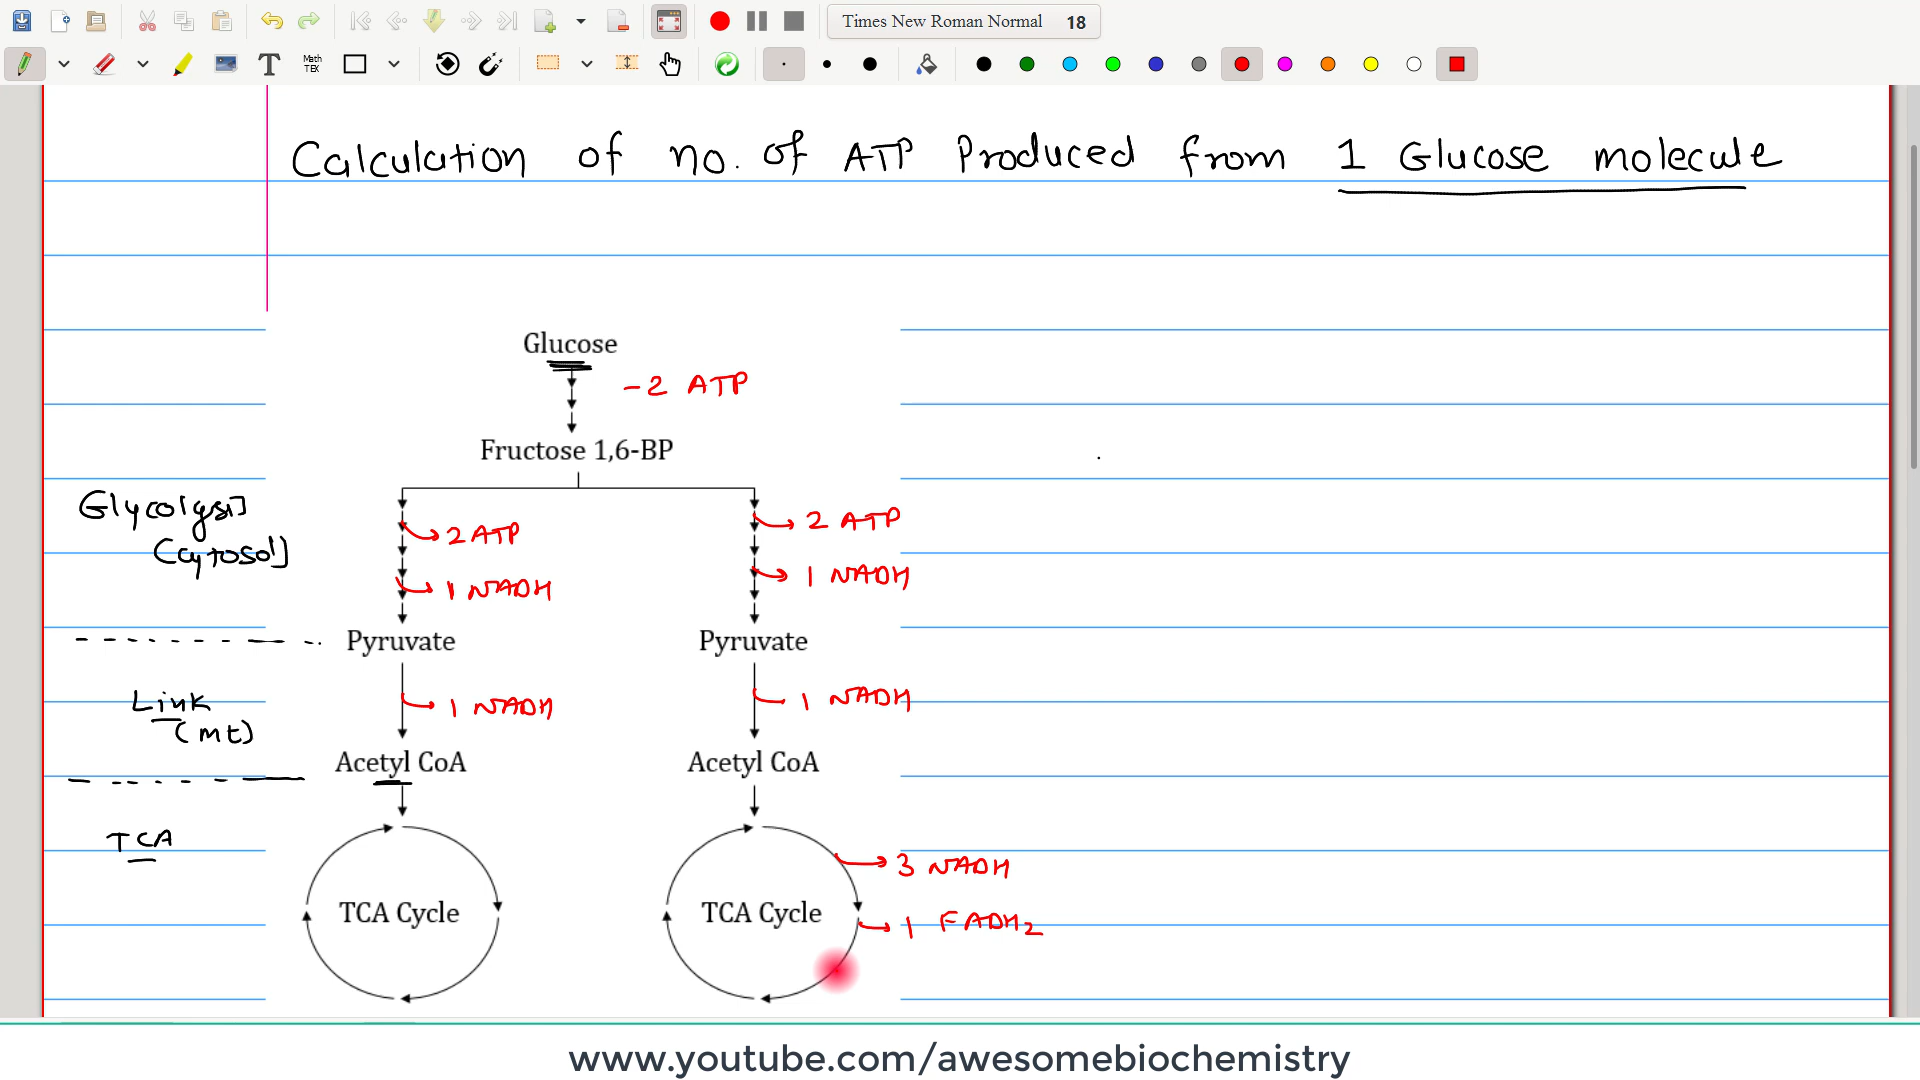 Times New Roman Normal 18
Math
TEX
Calculation of no. of ATP Produced from 1 Glucose molecule
Glucose
-2 ATP
Fructose 1,6-BP
Glycolysis
(cytosol)
2 ATP
2 ATP
1 NADH
1 NADH
Pyruvate
Pyruvate
Link
(mt)
1 NADH
1 NADH
Acetyl CoA
Acetyl CoA
TCA
3 NADH
TCA Cycle
TCA Cycle
1 FADH2
www.youtube.com/awesomebiochemistry